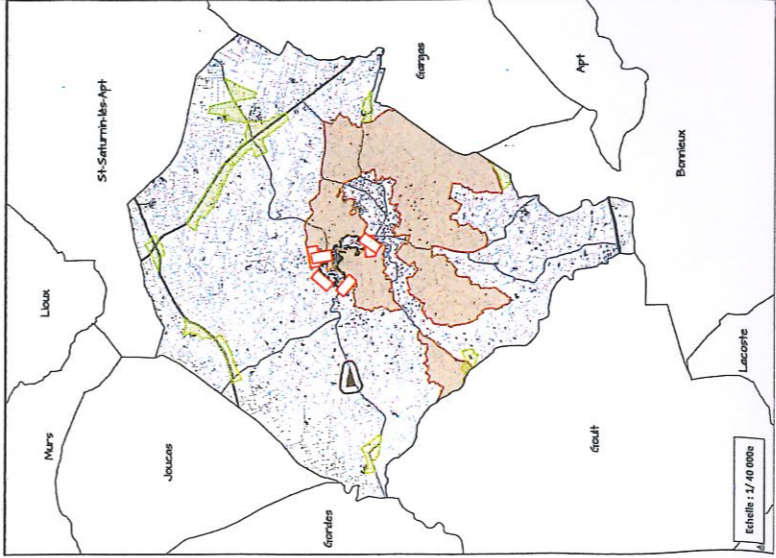 St-Saturnin-lès-Apt
Lioux
Murs
Joucas
Gordes
Goult
Lacoste
Bonnieux
Apt
Gargas
Echelle : 1/ 40 000e